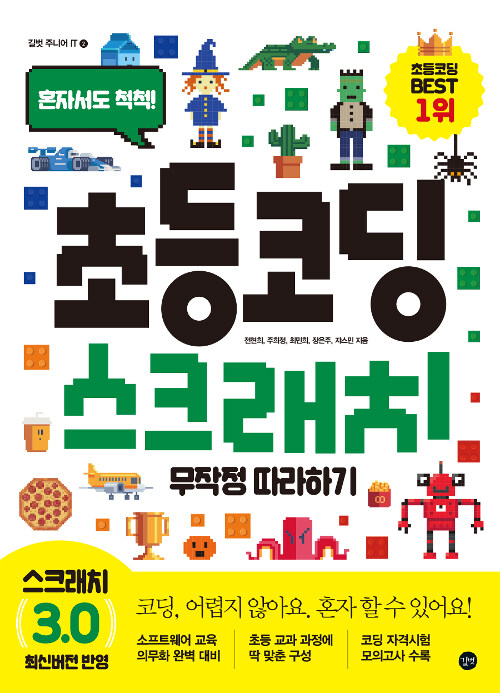 길벗 주니어 IT 2
혼자서도 척척!
초등코딩
BEST
1위
초등코딩
전현희, 주희정, 최민희, 장은주, 쟈스민 지음
스크래치
무작정 따라하기
스크래치
3.0
최신버전 반영
코딩, 어렵지 않아요. 혼자 할 수 있어요!
소프트웨어 교육
의무화 완벽 대비
초등 교과 과정에
딱 맞춘 구성
코딩 자격시험
모의고사 수록
길벗